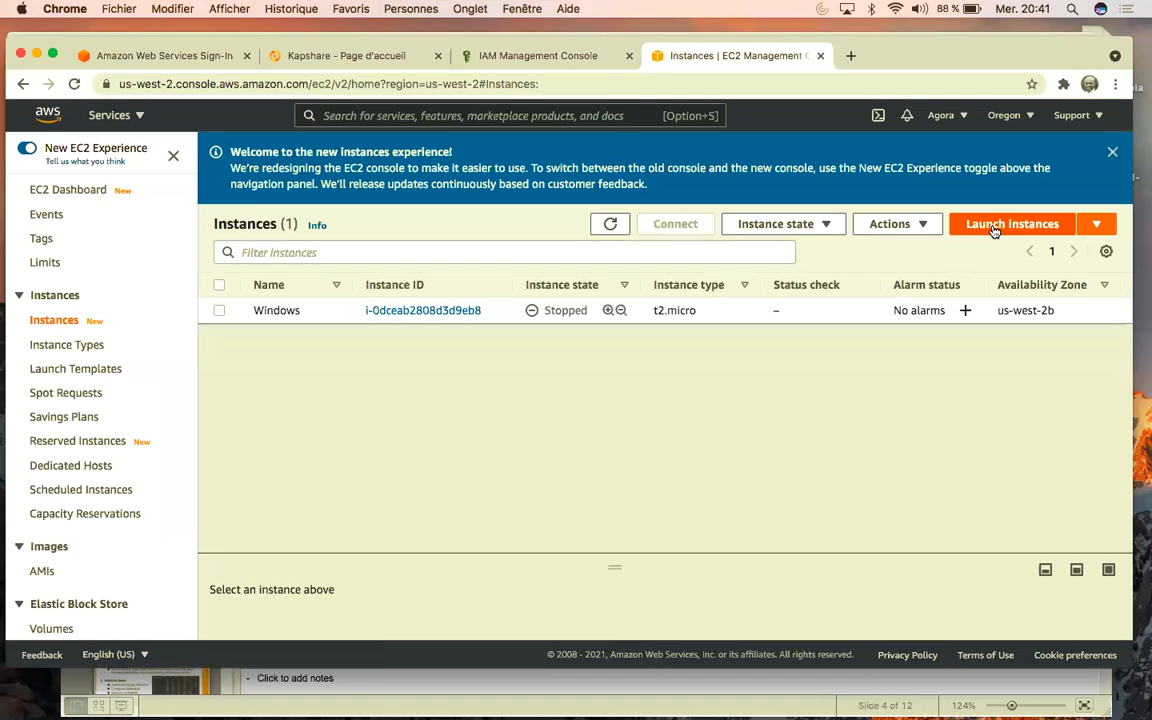 Chrome Fichier Modifier Afficher Historique Favoris Personnes Onglet Fenêtre Aide 88 % Mer. 20:41
Amazon Web Services Sign-In Kapshare - Page d'accueil IAM Management Console Instances | EC2 Management C
us-west-2.console.aws.amazon.com/ec2/v2/home?region=us-west-2#Instances:
aws Services Search for services, features, marketplace products, and docs [Option+S] Agora Oregon Support
New EC2 Experience
Tell us what you think
EC2 Dashboard New
Events
Tags
Limits
Instances
Instances New
Instance Types
Launch Templates
Spot Requests
Savings Plans
Reserved Instances New
Dedicated Hosts
Scheduled Instances
Capacity Reservations
Images
AMIs
Elastic Block Store
Volumes
Welcome to the new instances experience!
We're redesigning the EC2 console to make it easier to use. To switch between the old console and the new console, use the New EC2 Experience toggle above the
navigation panel. We'll release updates continuously based on customer feedback.
Instances (1) Info Connect Instance state Actions Launch instances
Filter instances 1
Name Instance ID Instance state Instance type Status check Alarm status Availability Zone
Windows i-0dceab2808d3d9eb8 Stopped t2.micro – No alarms + us-west-2b
Select an instance above
Feedback English (US) © 2008 - 2021, Amazon Web Services, Inc. or its affiliates. All rights reserved. Privacy Policy Terms of Use Cookie preferences
- Click to add notes
Slide 4 of 12 124%